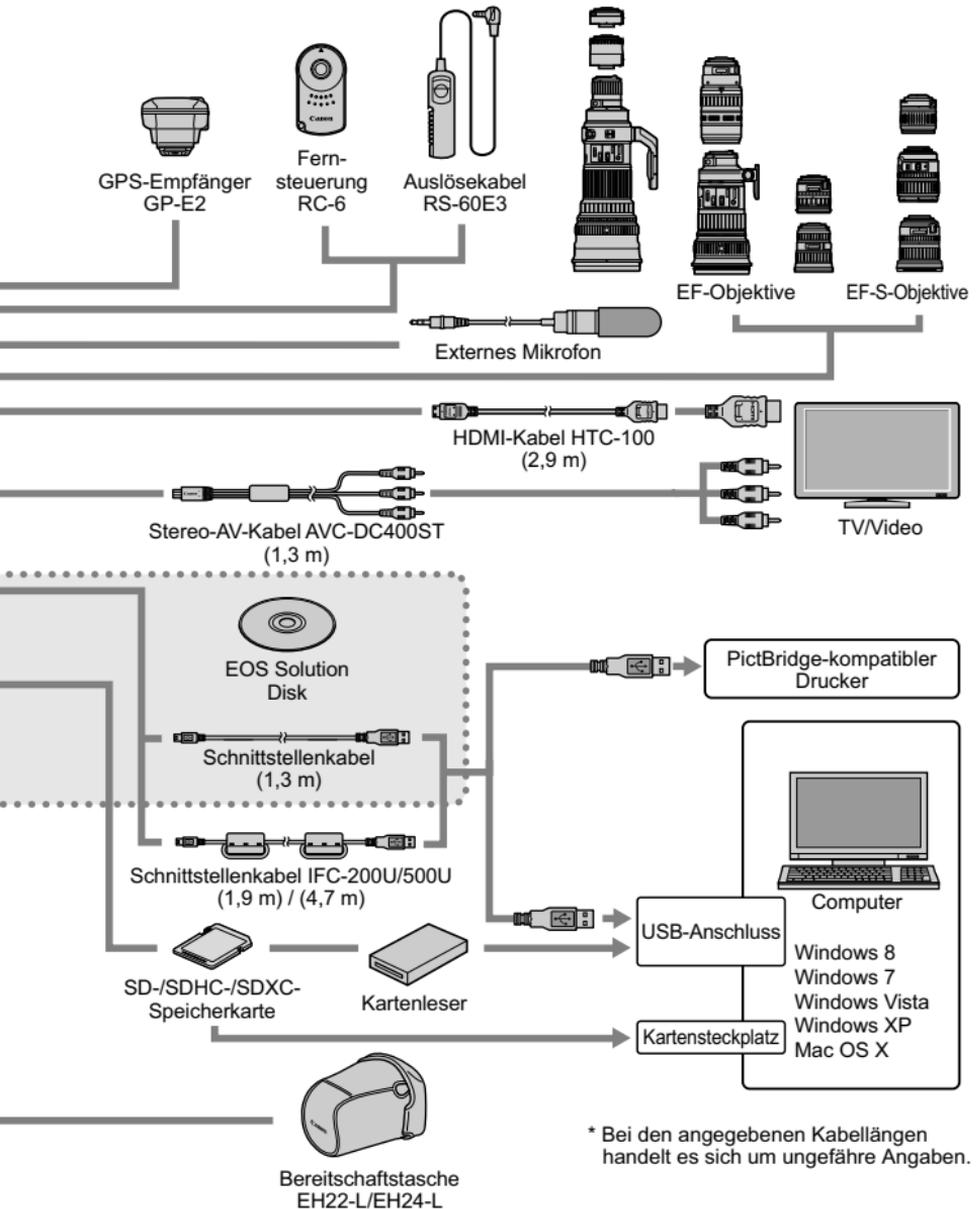 Canon
GPS-Empfänger
GP-E2
Fern-
steuerung
RC-6
Auslösekabel
RS-60E3
EF-Objektive
EF-S-Objektive
Externes Mikrofon
HDMI-Kabel HTC-100
(2,9 m)
Canon
Stereo-AV-Kabel AVC-DC400ST
(1,3 m)
TV/Video
EOS Solution
Disk
PictBridge-kompatibler
Drucker
Schnittstellenkabel
(1,3 m)
Schnittstellenkabel IFC-200U/500U
(1,9 m) / (4,7 m)
Computer
USB-Anschluss
Windows 8
Windows 7
Windows Vista
Windows XP
Mac OS X
SD-/SDHC-/SDXC-
Speicherkarte
Kartenleser
Kartensteckplatz
Canon
Bereitschaftstasche
EH22-L/EH24-L
* Bei den angegebenen Kabellängen
handelt es sich um ungefähre Angaben.